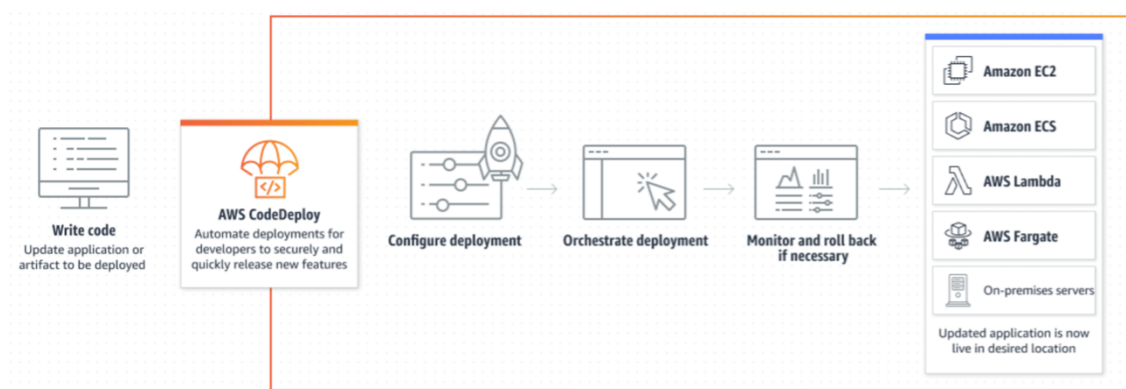 Write code
Update application or
artifact to be deployed
</>
AWS CodeDeploy
Automate deployments for
developers to securely and
quickly release new features
Configure deployment
Orchestrate deployment
Monitor and roll back
if necessary
Amazon EC2
Amazon ECS
AWS Lambda
AWS Fargate
On-premises servers
Updated application is now
live in desired location